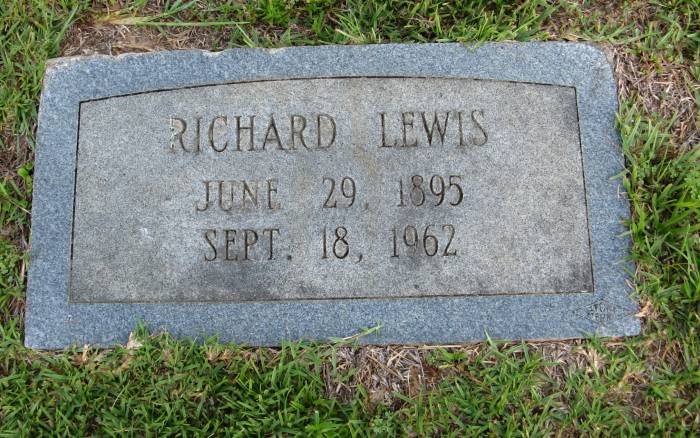 RICHARD LEWIS
JUNE 29, 1895
SEPT. 18, 1962